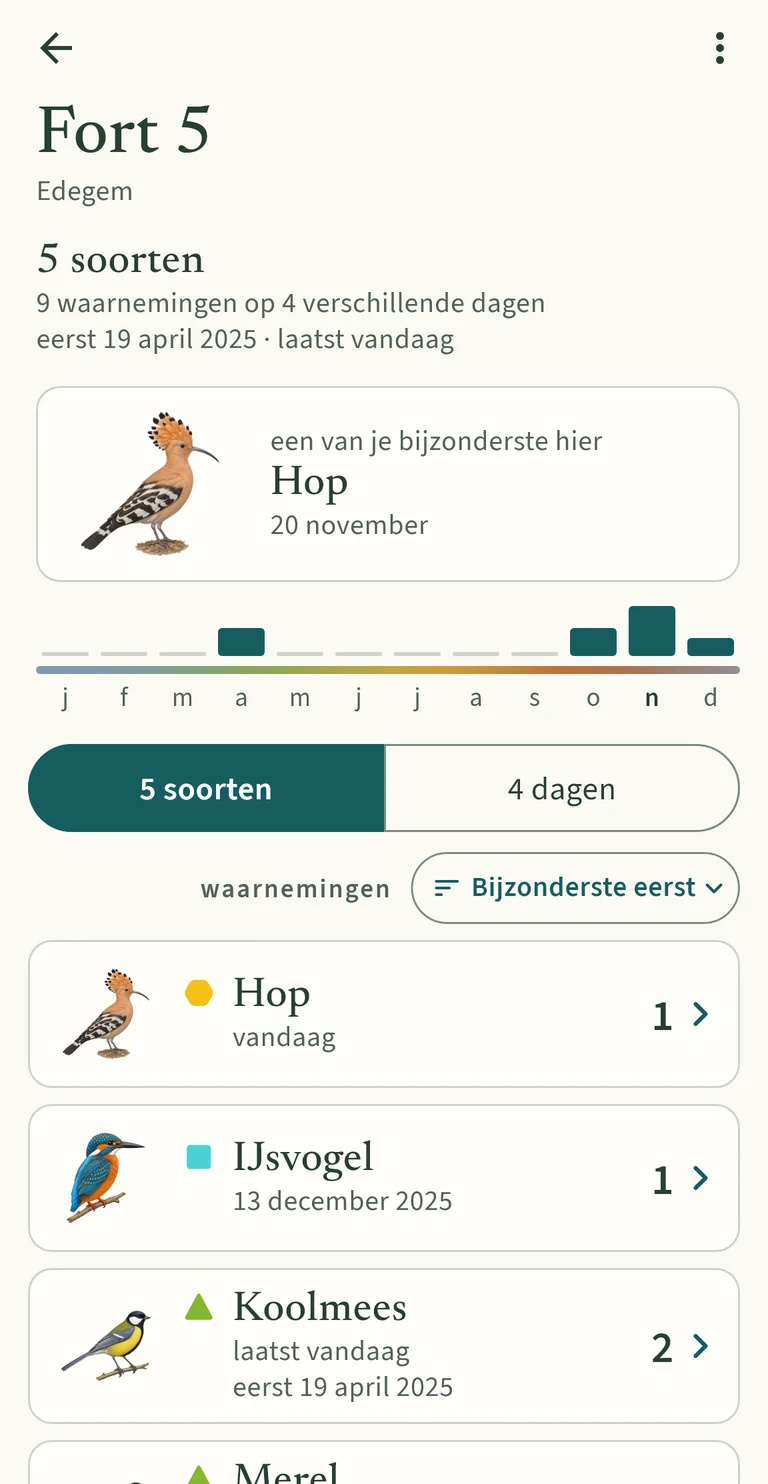 Fort 5
Edegem
5 soorten
9 waarnemingen op 4 verschillende dagen
eerst 19 april 2025 · laatst vandaag
een van je bijzonderste hier
Hop
20 november
j f m a m j j a s o n d
5 soorten
4 dagen
waarnemingen
Bijzonderste eerst
Hop
vandaag
1
IJsvogel
13 december 2025
1
Koolmees
laatst vandaag
eerst 19 april 2025
2
Merel